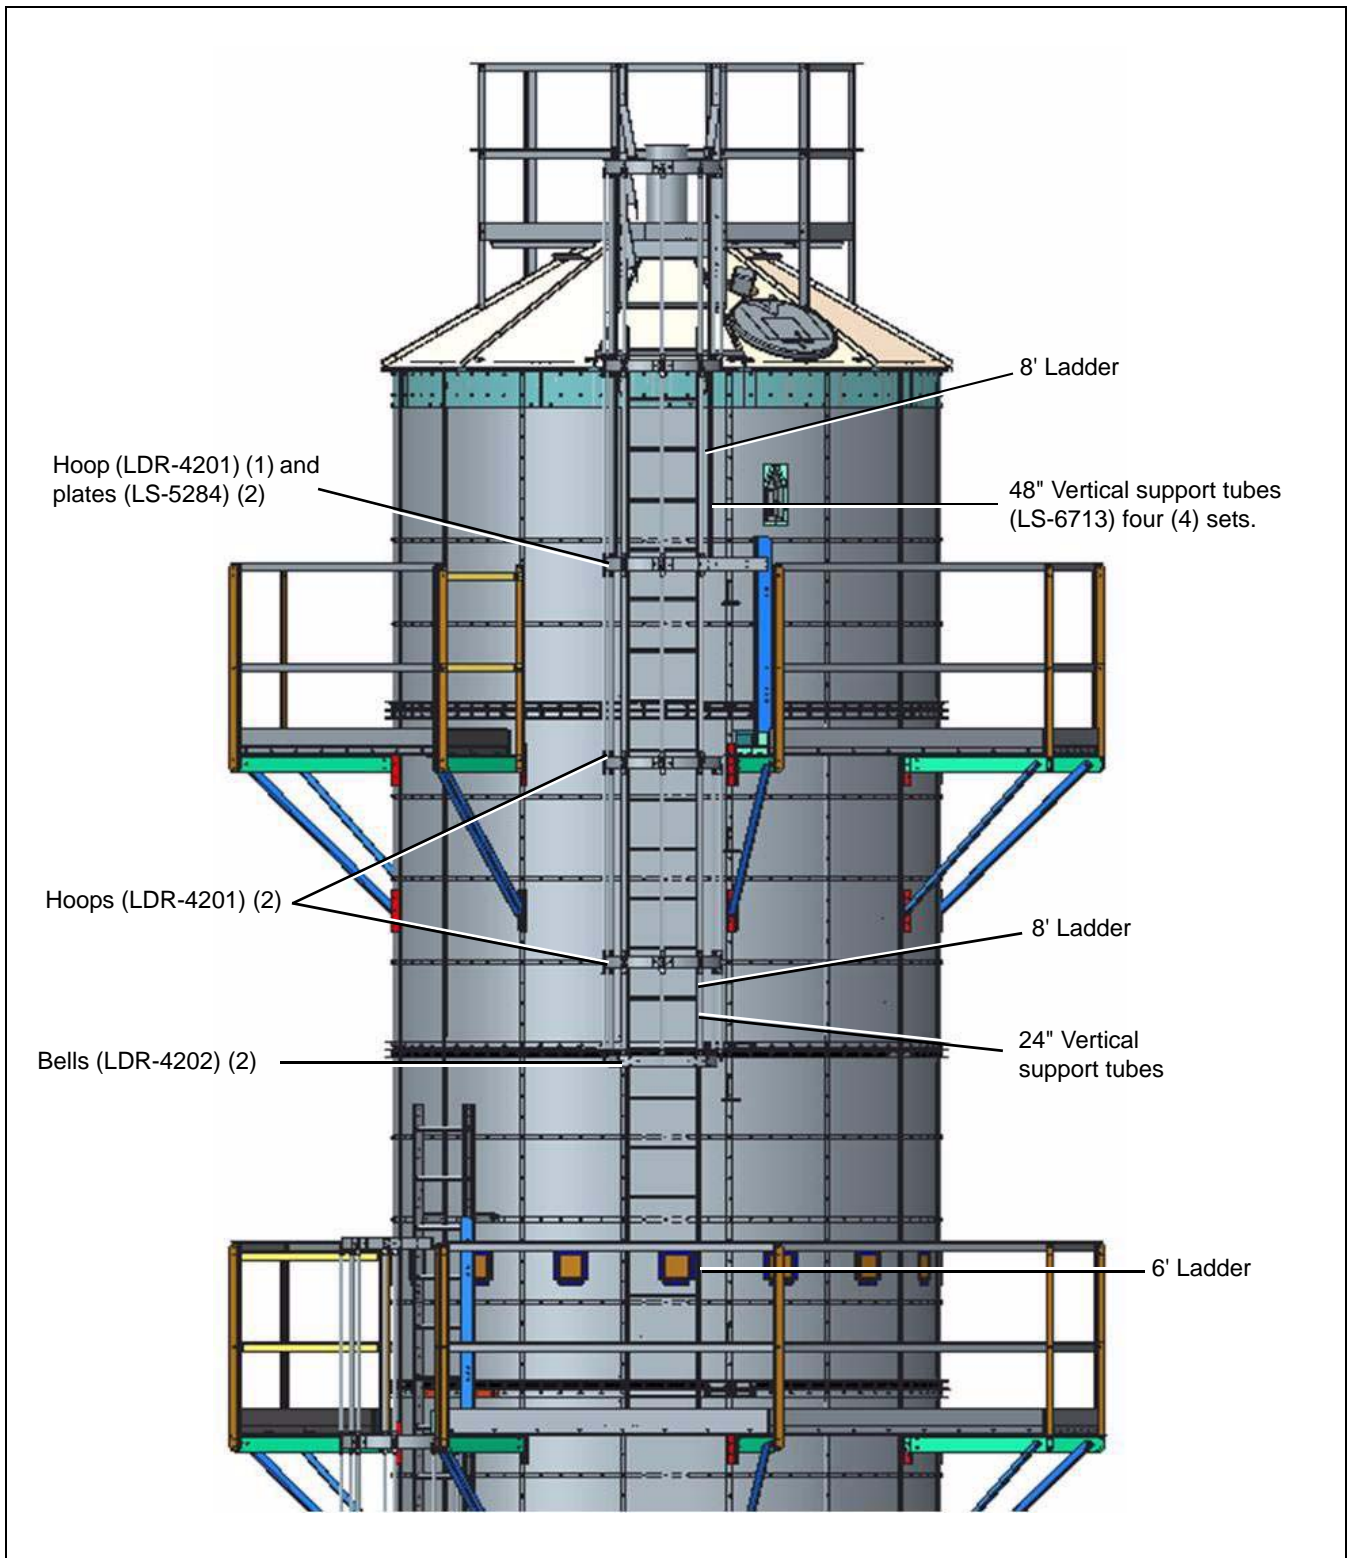 8' Ladder
Hoop (LDR-4201) (1) and
plates (LS-5284) (2)
48" Vertical support tubes
(LS-6713) four (4) sets.
Hoops (LDR-4201) (2)
8' Ladder
24" Vertical
support tubes
Bells (LDR-4202) (2)
6' Ladder